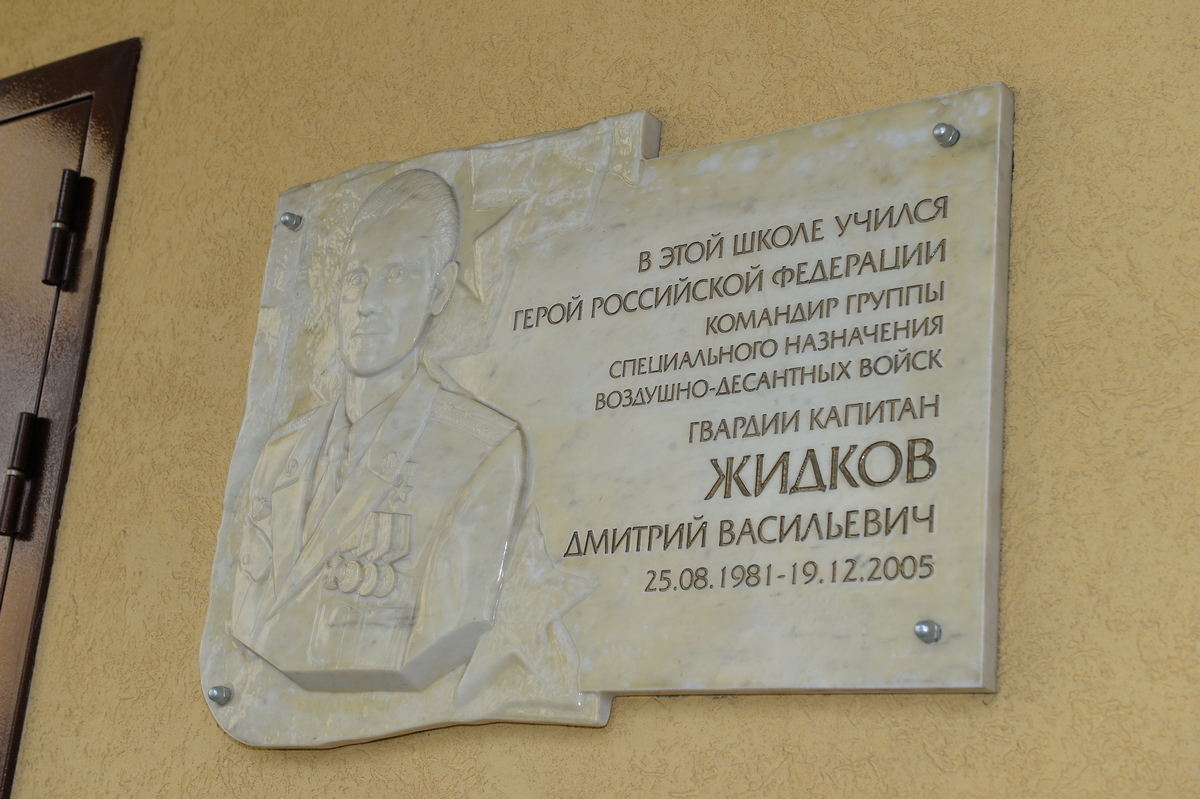 В ЭТОЙ ШКОЛЕ УЧИЛСЯ
ГЕРОЙ РОССИЙСКОЙ ФЕДЕРАЦИИ
КОМАНДИР ГРУППЫ
СПЕЦИАЛЬНОГО НАЗНАЧЕНИЯ
ВОЗДУШНО-ДЕСАНТНЫХ ВОЙСК
ГВАРДИИ КАПИТАН
ЖИДКОВ
ДМИТРИЙ ВАСИЛЬЕВИЧ
25.08.1981-19.12.2005